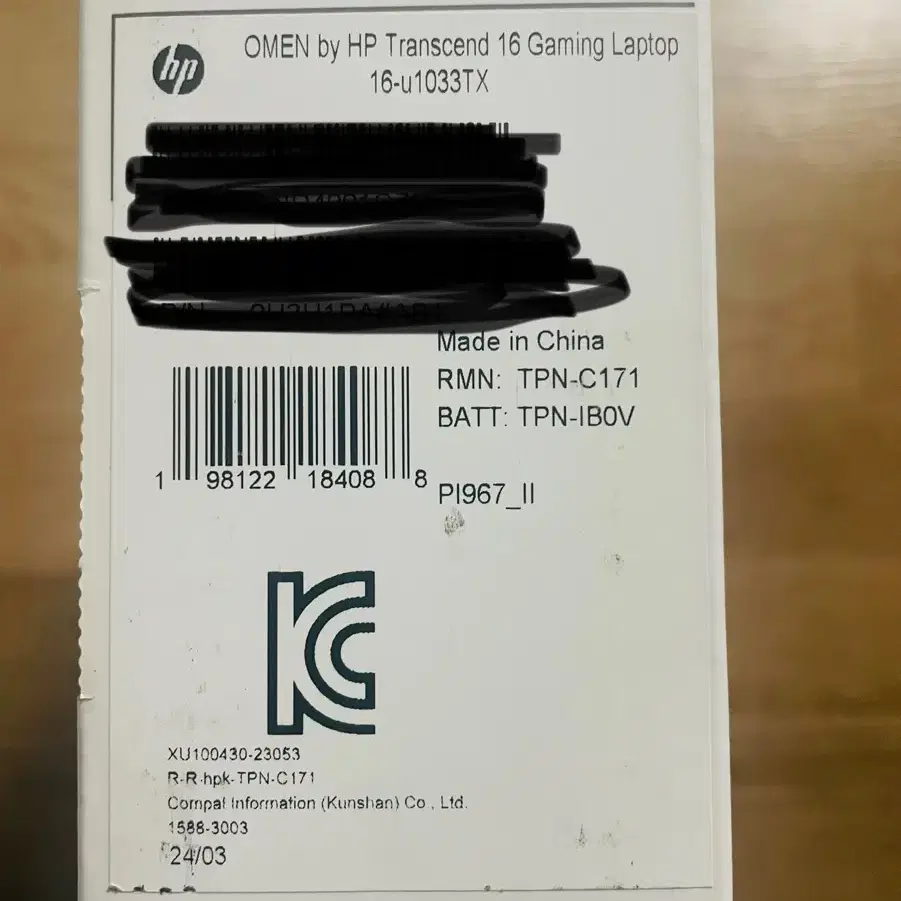 hp
OMEN by HP Transcend 16 Gaming Laptop
16-u1033TX
Made in China
RMN: TPN-C171
BATT: TPN-IB0V
1 98122 18408 8
PI967_II
KC
XU100430-23053
R-R-hpk-TPN-C171
Compal Information (Kunshan) Co., Ltd.
1588-3003
24/03